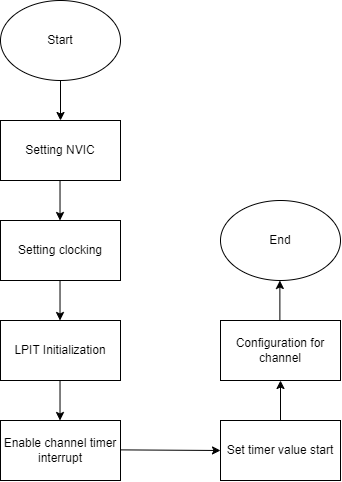 Start
Setting NVIC
Setting clocking
LPIT Initialization
Enable channel timer
interrupt
Set timer value start
Configuration for
channel
End